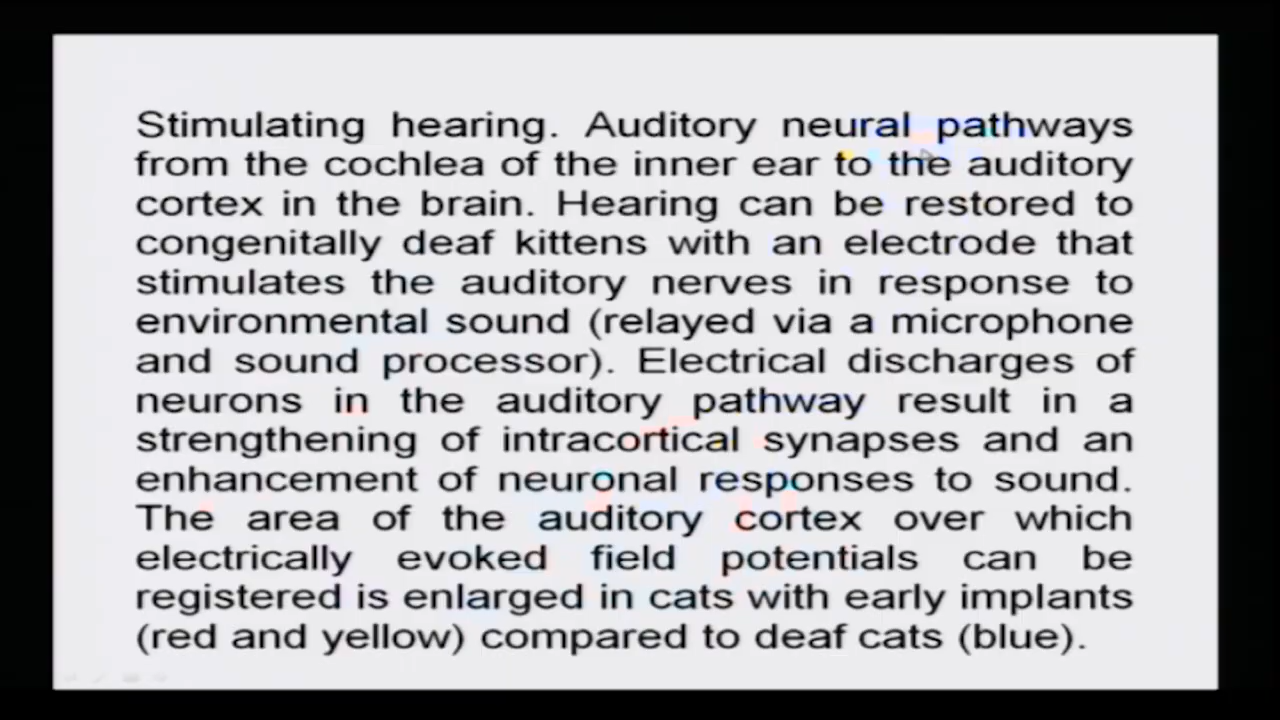 Stimulating hearing. Auditory neural pathways
from the cochlea of the inner ear to the auditory
cortex in the brain. Hearing can be restored to
congenitally deaf kittens with an electrode that
stimulates the auditory nerves in response to
environmental sound (relayed via a microphone
and sound processor). Electrical discharges of
neurons in the auditory pathway result in a
strengthening of intracortical synapses and an
enhancement of neuronal responses to sound.
The area of the auditory cortex over which
electrically evoked field potentials can be
registered is enlarged in cats with early implants
(red and yellow) compared to deaf cats (blue).